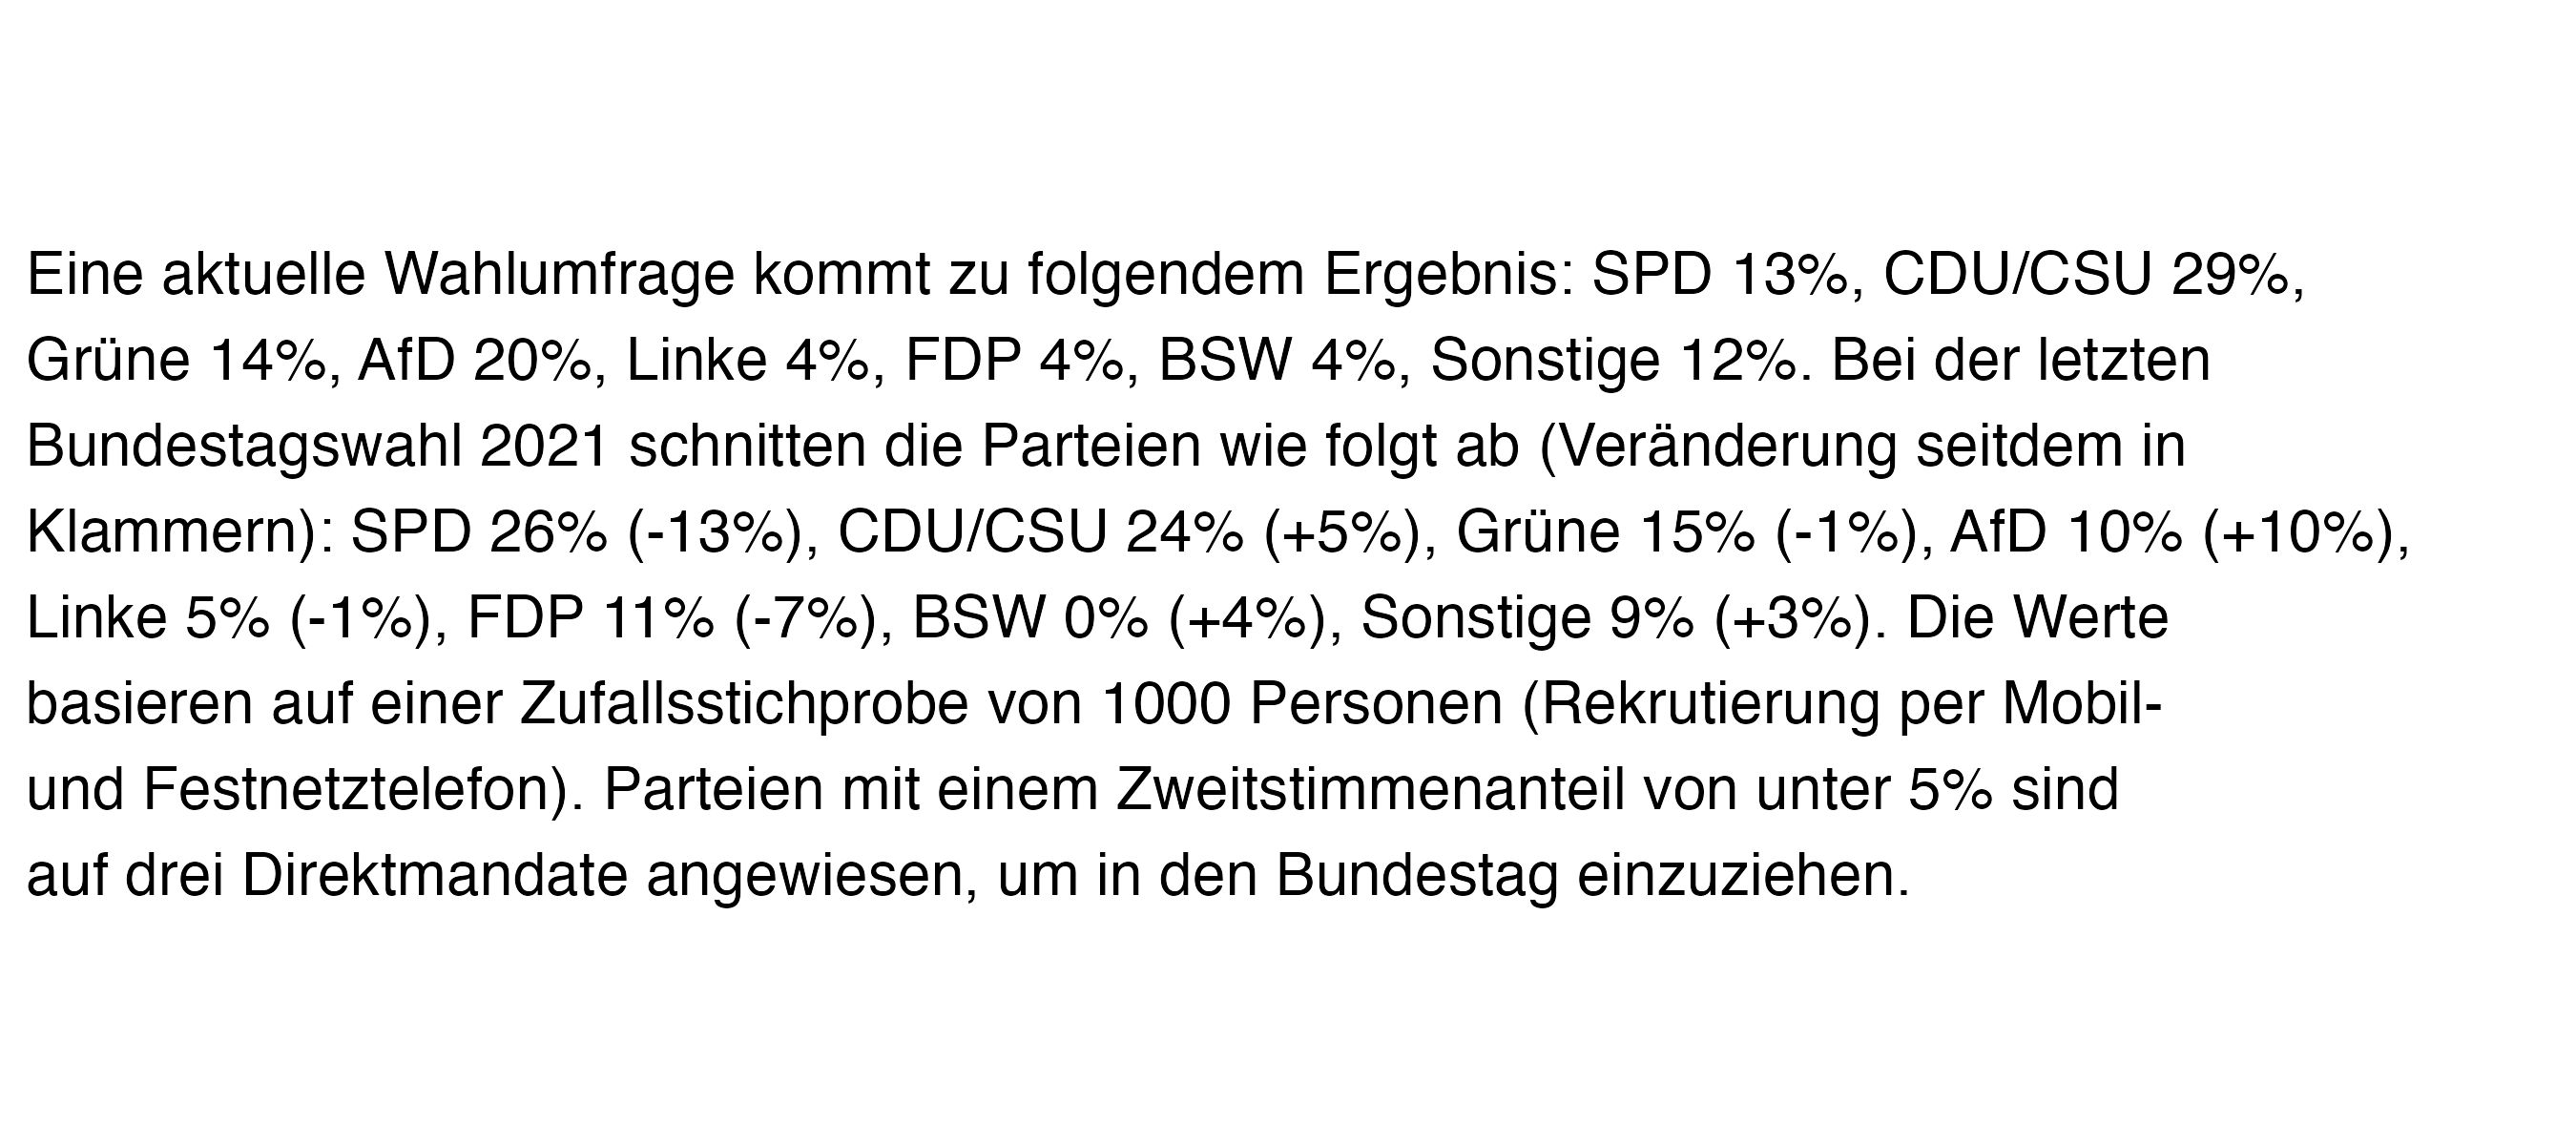 Eine aktuelle Wahlumfrage kommt zu folgendem Ergebnis: SPD 13%, CDU/CSU 29%,
Grüne 14%, AfD 20%, Linke 4%, FDP 4%, BSW 4%, Sonstige 12%. Bei der letzten
Bundestagswahl 2021 schnitten die Parteien wie folgt ab (Veränderung seitdem in
Klammern): SPD 26% (-13%), CDU/CSU 24% (+5%), Grüne 15% (-1%), AfD 10% (+10%),
Linke 5% (-1%), FDP 11% (-7%), BSW 0% (+4%), Sonstige 9% (+3%). Die Werte
basieren auf einer Zufallsstichprobe von 1000 Personen (Rekrutierung per Mobil-
und Festnetztelefon). Parteien mit einem Zweitstimmenanteil von unter 5% sind
auf drei Direktmandate angewiesen, um in den Bundestag einzuziehen.